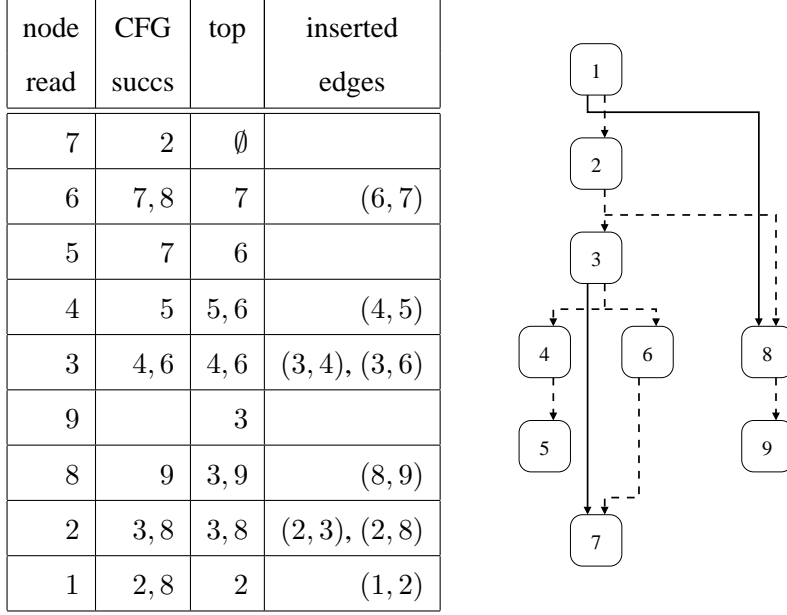 node CFG top inserted
read succs edges
7 2 ∅
6 7, 8 7 (6, 7)
5 7 6
4 5 5, 6 (4, 5)
3 4, 6 4, 6 (3, 4), (3, 6)
9 3
8 9 3, 9 (8, 9)
2 3, 8 3, 8 (2, 3), (2, 8)
1 2, 8 2 (1, 2)
1
2
3
4 6 8
5 9
7